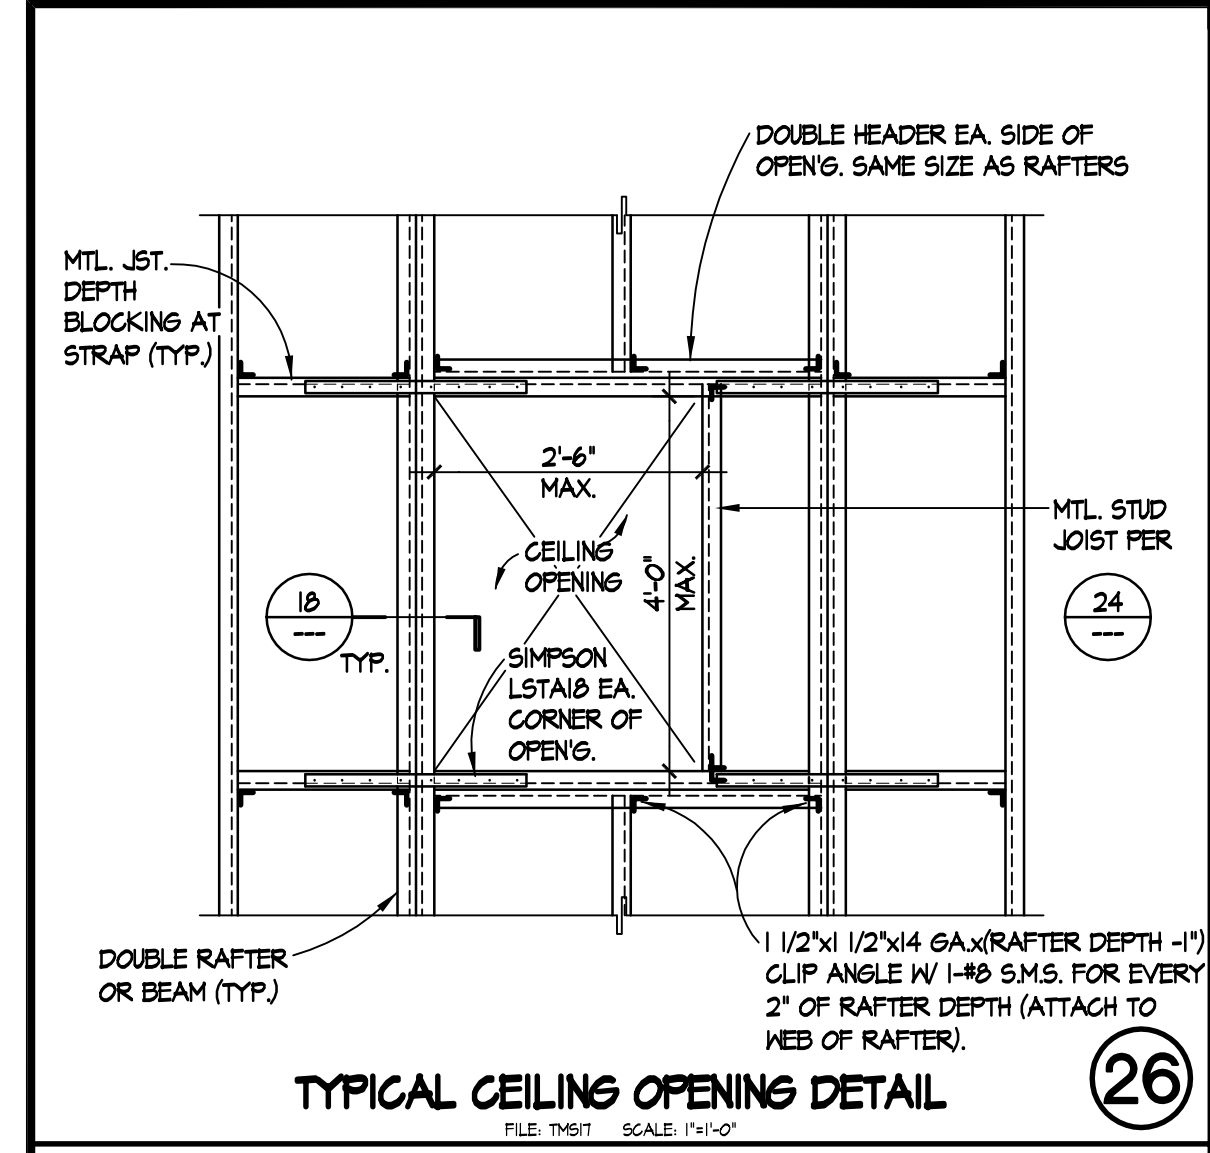 DOUBLE HEADER EA. SIDE OF
OPEN'G. SAME SIZE AS RAFTERS
MTL. JST.
DEPTH
BLOCKING AT
STRAP (TYP.)
2'-6"
MAX.
MTL. STUD
JOIST PER
CEILING
OPENING
4'-0"
MAX.
18
---
TYP.
24
---
SIMPSON
LSTA18 EA.
CORNER OF
OPEN'G.
DOUBLE RAFTER
OR BEAM (TYP.)
1 1/2"x1 1/2"x14 GA.x(RAFTER DEPTH -1")
CLIP ANGLE W/ 1-#8 S.M.S. FOR EVERY
2" OF RAFTER DEPTH (ATTACH TO
WEB OF RAFTER).
TYPICAL CEILING OPENING DETAIL
26
FILE: TMS17 SCALE: 1"=1'-0"